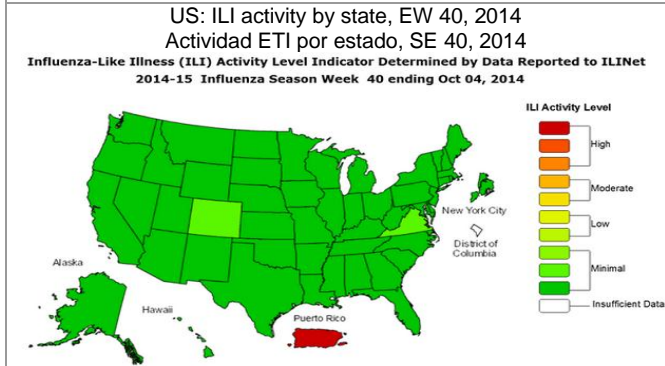 US: ILI activity by state, EW 40, 2014
Actividad ETI por estado, SE 40, 2014
Influenza-Like Illness (ILI) Activity Level Indicator Determined by Data Reported to ILINet
2014-15 Influenza Season Week 40 ending Oct 04, 2014
ILI Activity Level
High
Moderate
Low
Minimal
Insufficient Data
New York City
District of
Columbia
Alaska
Hawaii
Puerto Rico